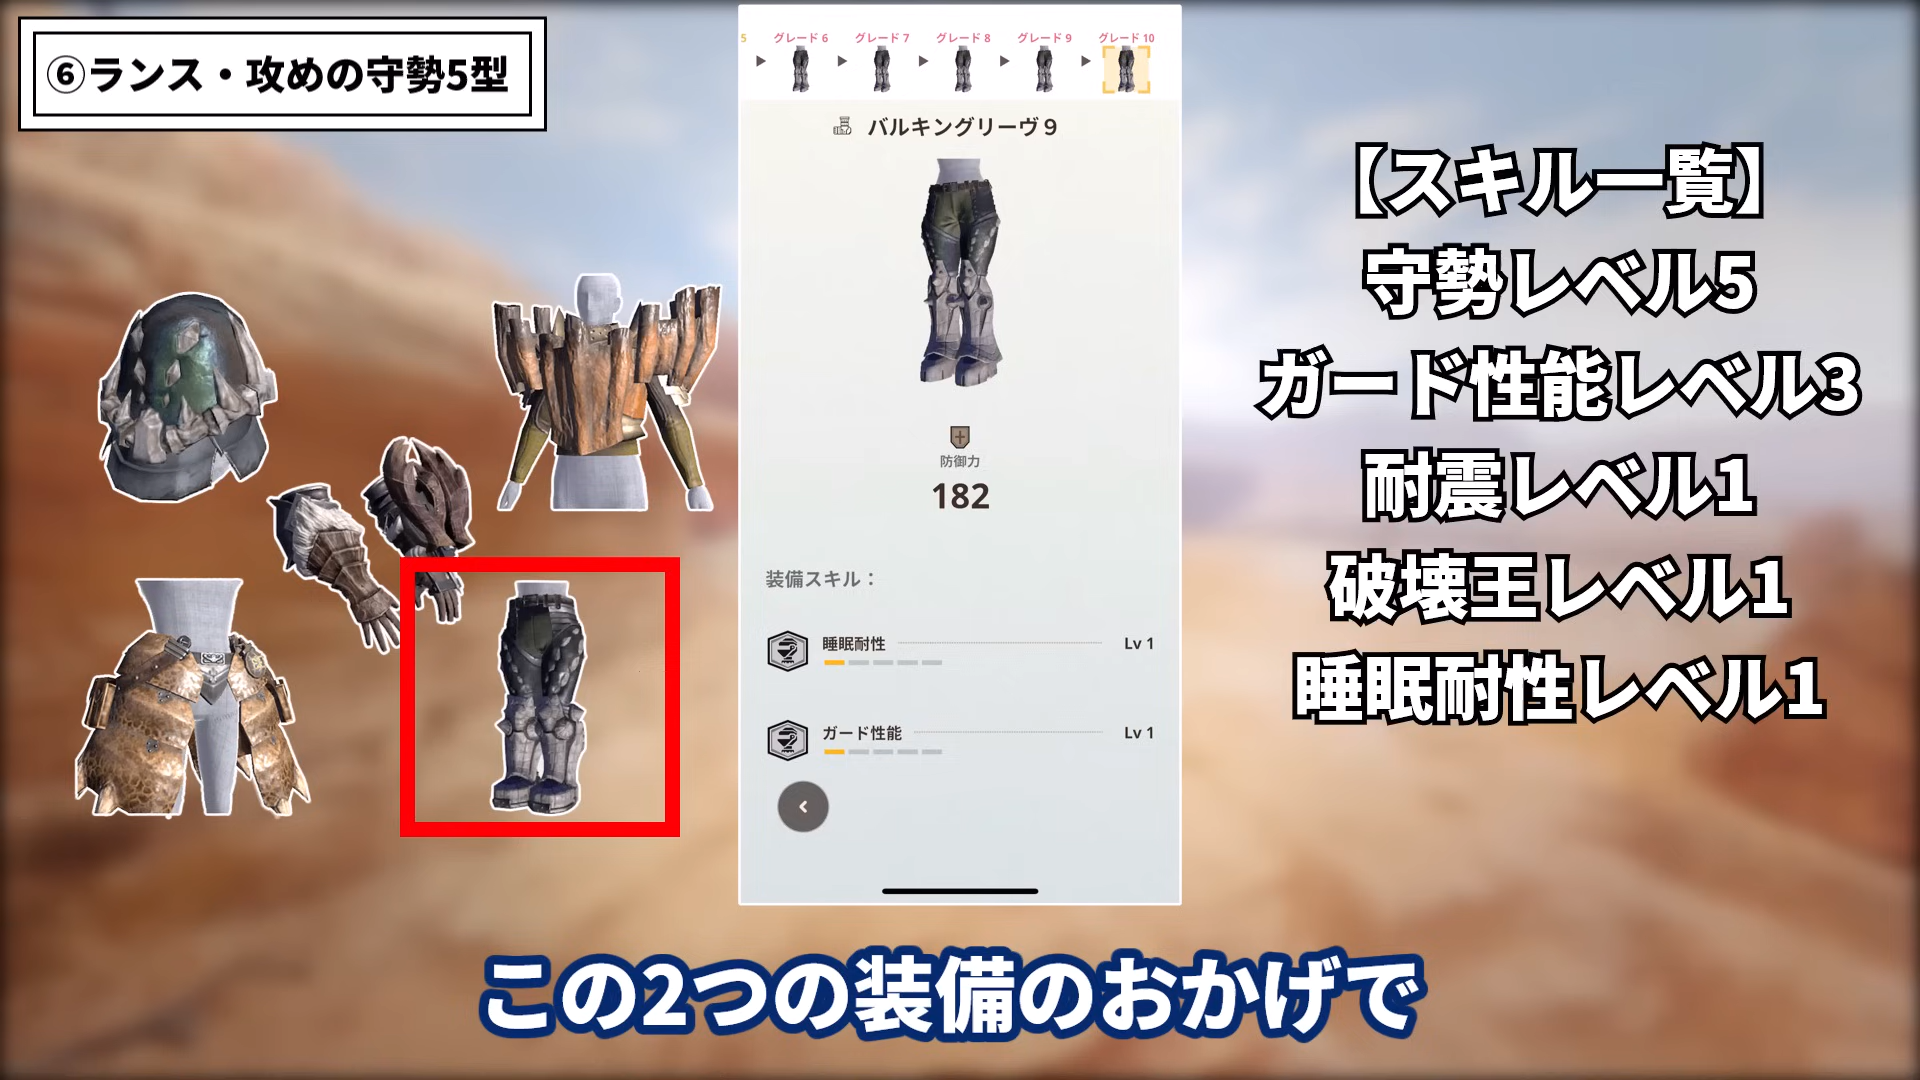 ⑥ランス・攻めの守勢5型
5 グレード6 グレード7 グレード8 グレード9 グレード10
バルキングリーヴ9
防御力
182
装備スキル：
睡眠耐性 Lv 1
ガード性能 Lv 1
【スキル一覧】
守勢レベル5
ガード性能レベル3
耐震レベル1
破壊王レベル1
睡眠耐性レベル1
この2つの装備のおかげで